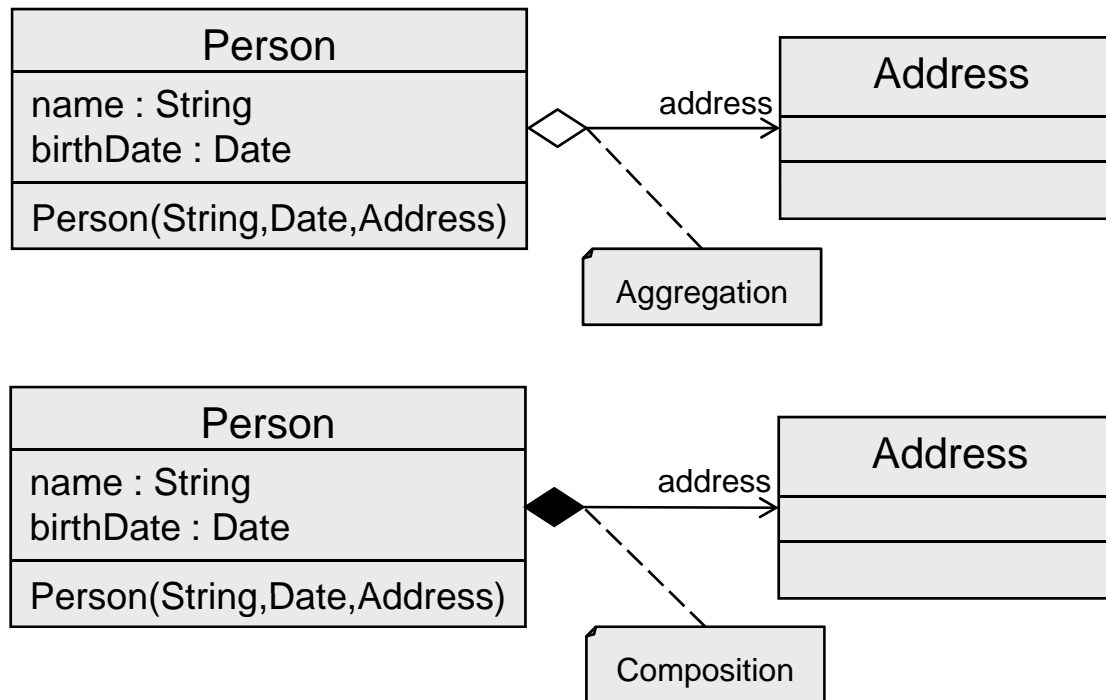 Person
name : String
birthDate : Date
Person(String,Date,Address)
address
Address
Aggregation
Person
name : String
birthDate : Date
Person(String,Date,Address)
address
Address
Composition